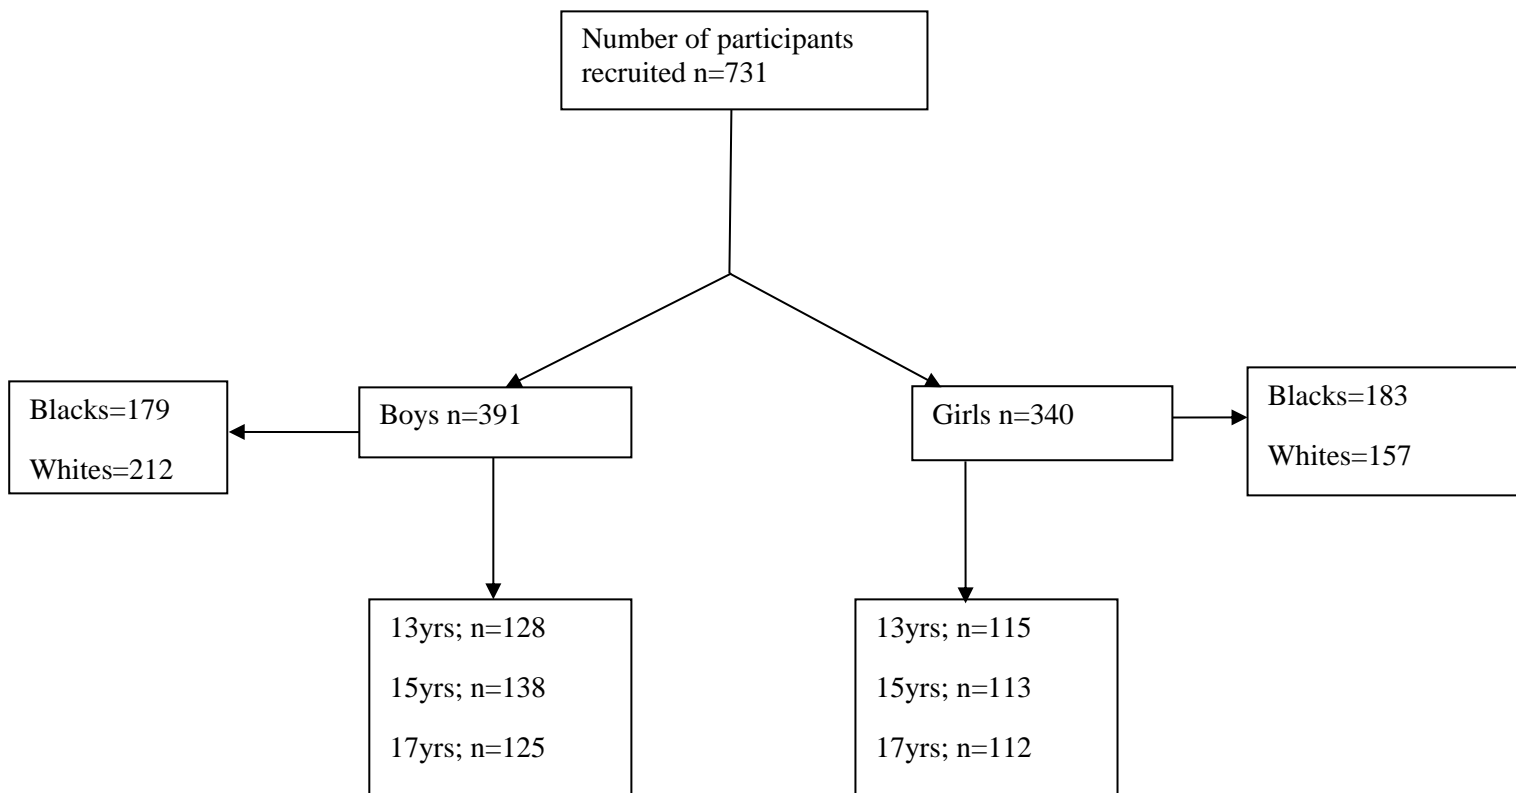 Number of participants
recruited n=731
Blacks=179
Whites=212
Boys n=391
Girls n=340
Blacks=183
Whites=157
13yrs; n=128
15yrs; n=138
17yrs; n=125
13yrs; n=115
15yrs; n=113
17yrs; n=112